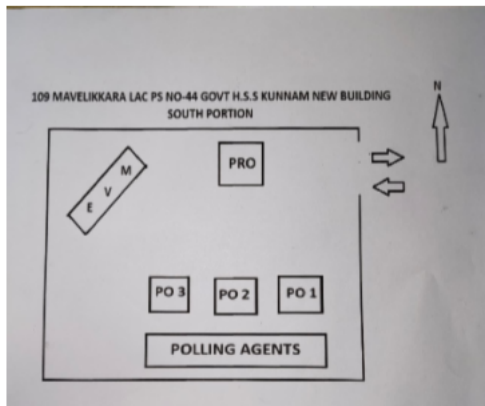 N
109 MAVELIKKARA LAC PS NO-44 GOVT H.S.S KUNNAM NEW BUILDING
SOUTH PORTION
PRO
M
V
E
PO 3 PO 2 PO 1
POLLING AGENTS